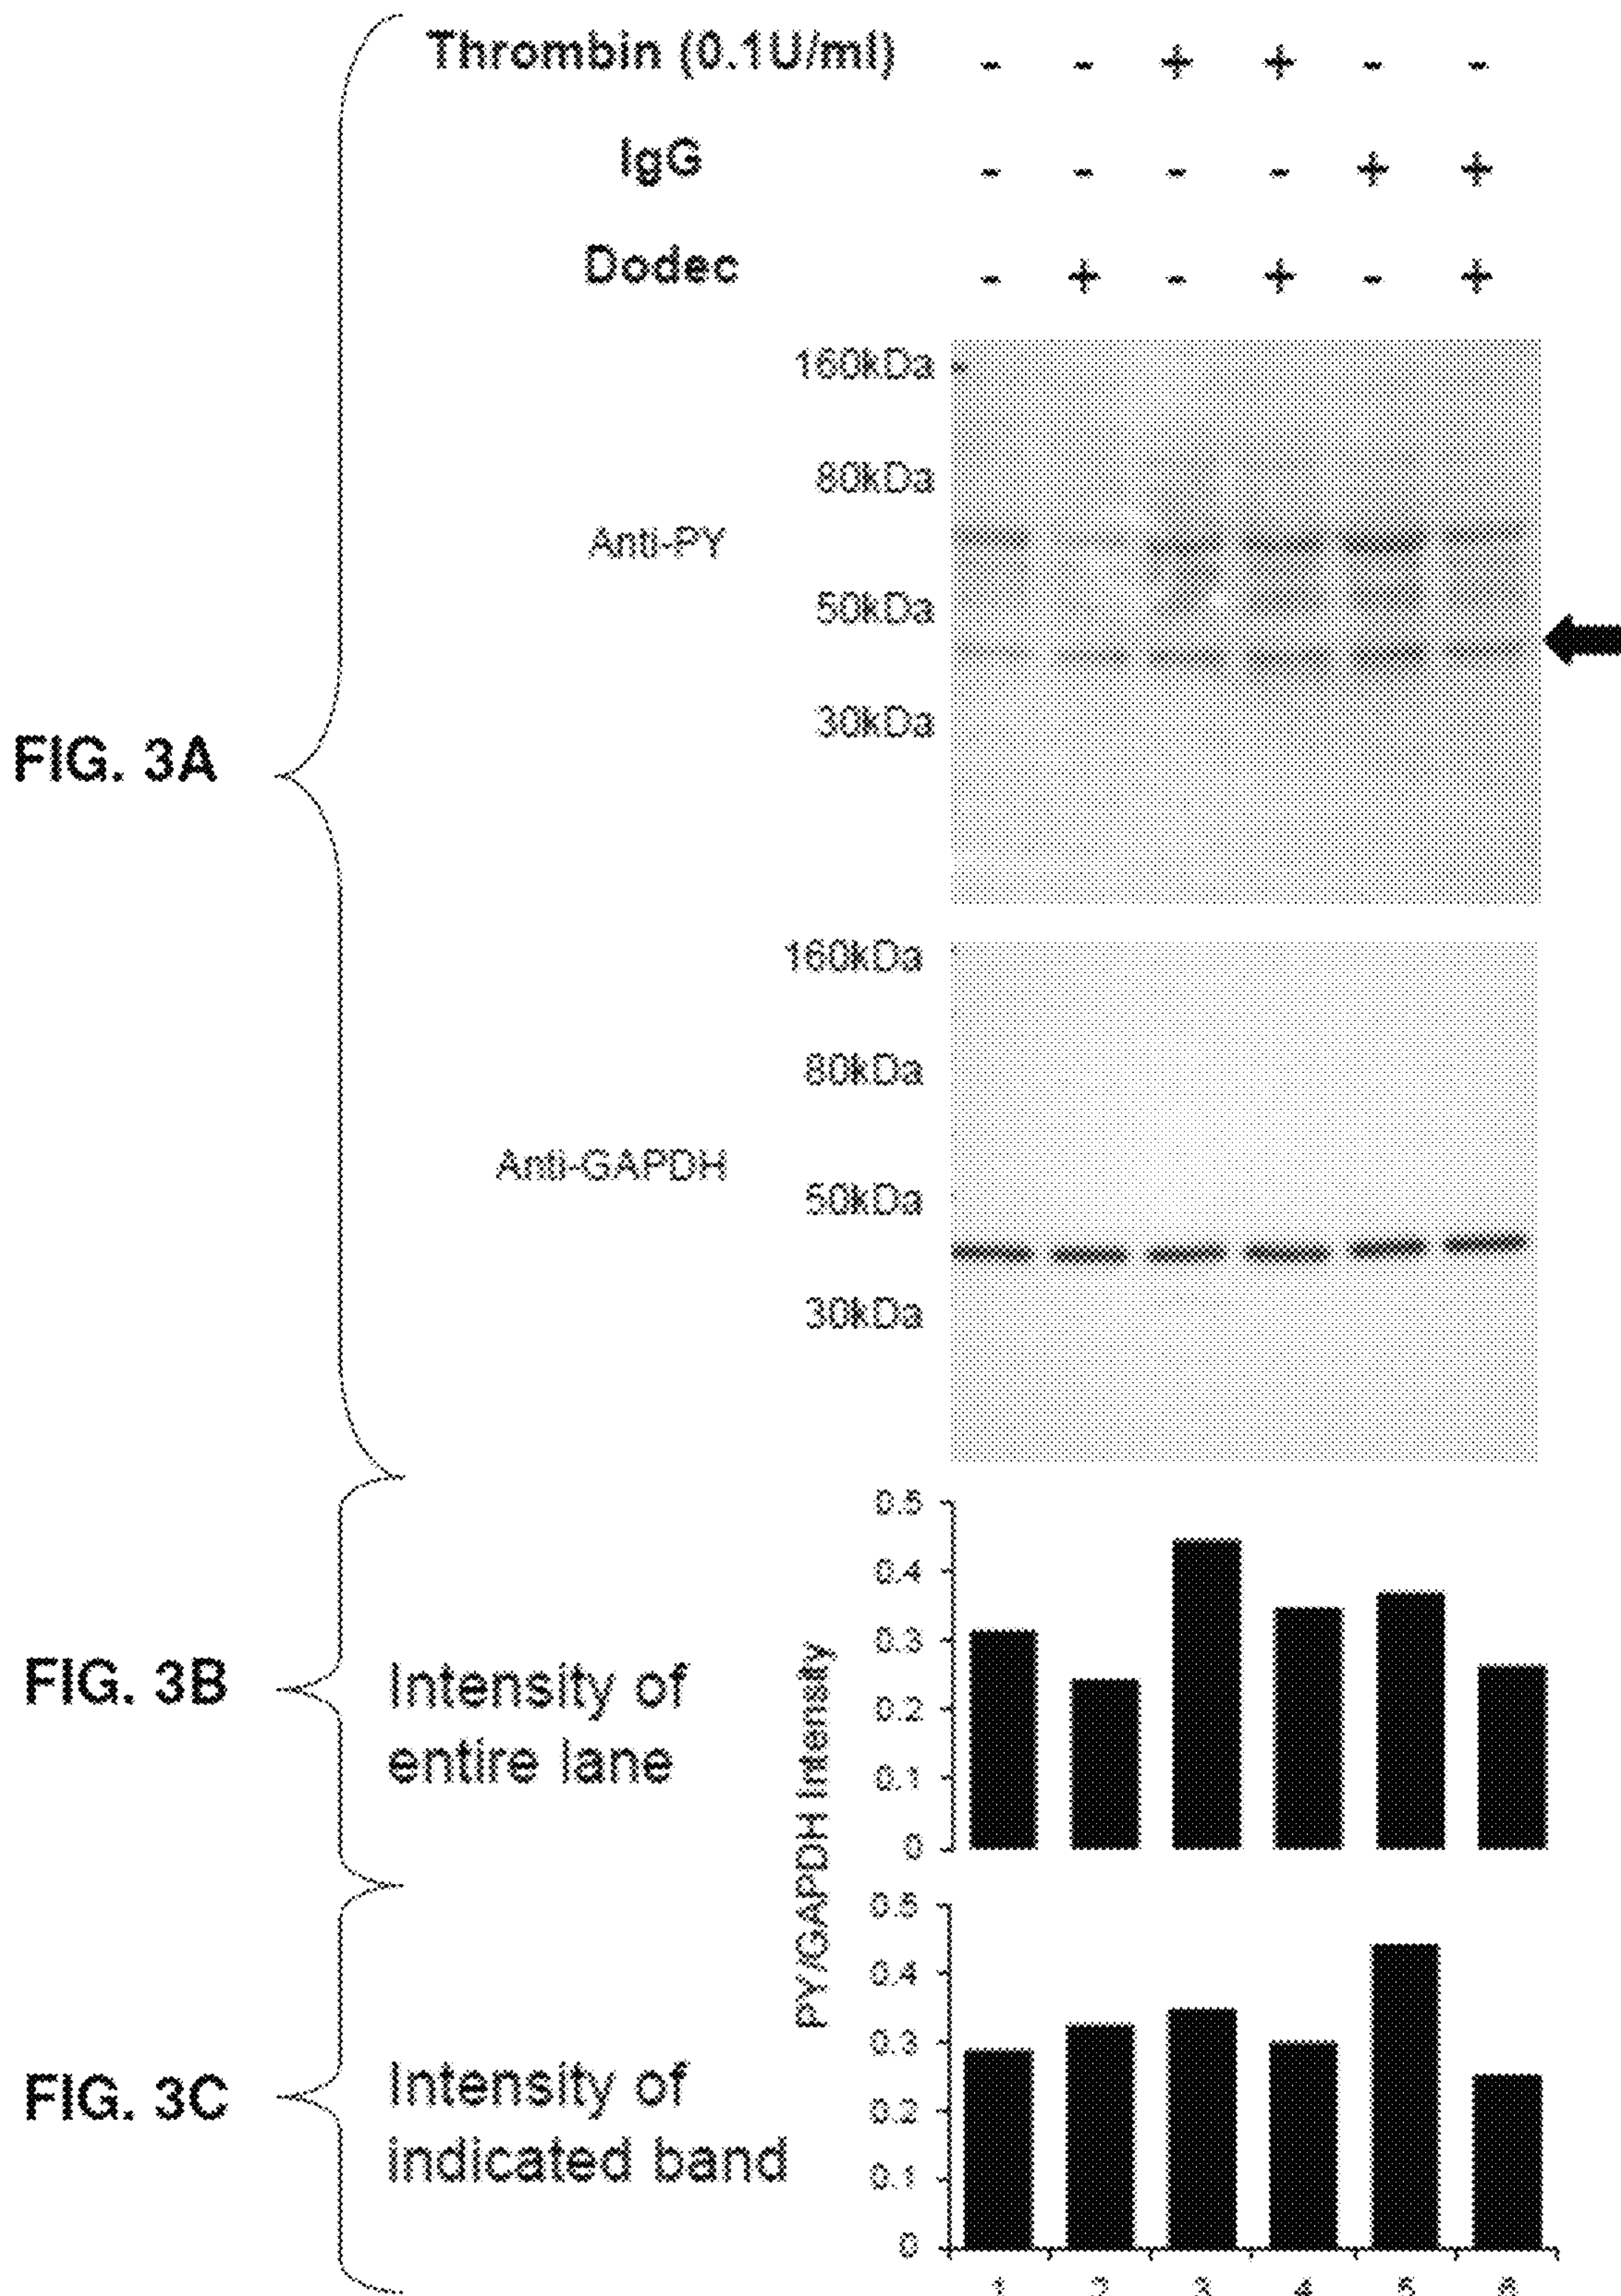 Thrombin (0.1U/ml) - - + + - -
IgG - - - - + +
Dodec - + - + - +
160kDa
80kDa
Anti-PY
50kDa
30kDa
FIG. 3A
160kDa
80kDa
Anti-GAPDH
50kDa
30kDa
0.5
0.4
0.3
0.2
0.1
0
FIG. 3B
Intensity of
entire lane
PY/GAPDH Intensity
0.5
0.4
0.3
0.2
0.1
0
FIG. 3C
Intensity of
indicated band
1 2 3 4 5 6